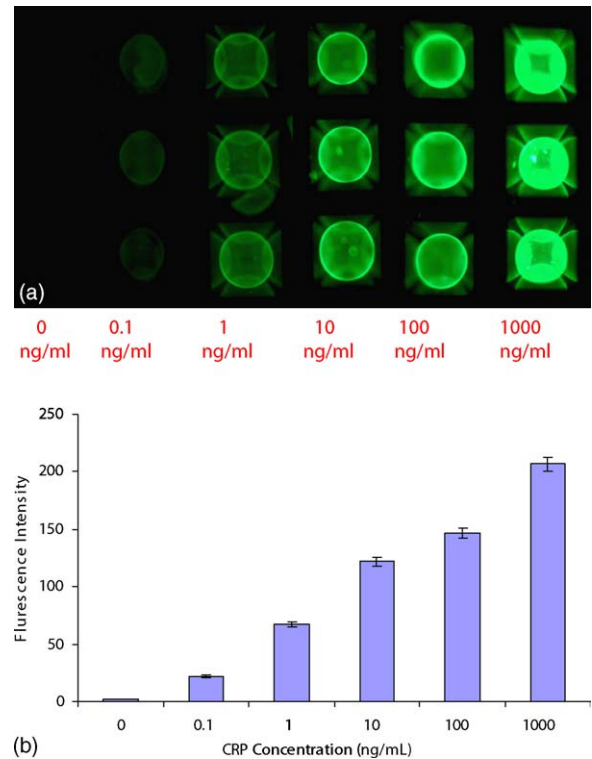 (a)
0 0.1 1 10 100 1000
ng/ml ng/ml ng/ml ng/ml ng/ml ng/ml
250
200
150
100
50
0
Flurescence Intensity
0 0.1 1 10 100 1000
CRP Concentration (ng/mL)
(b)